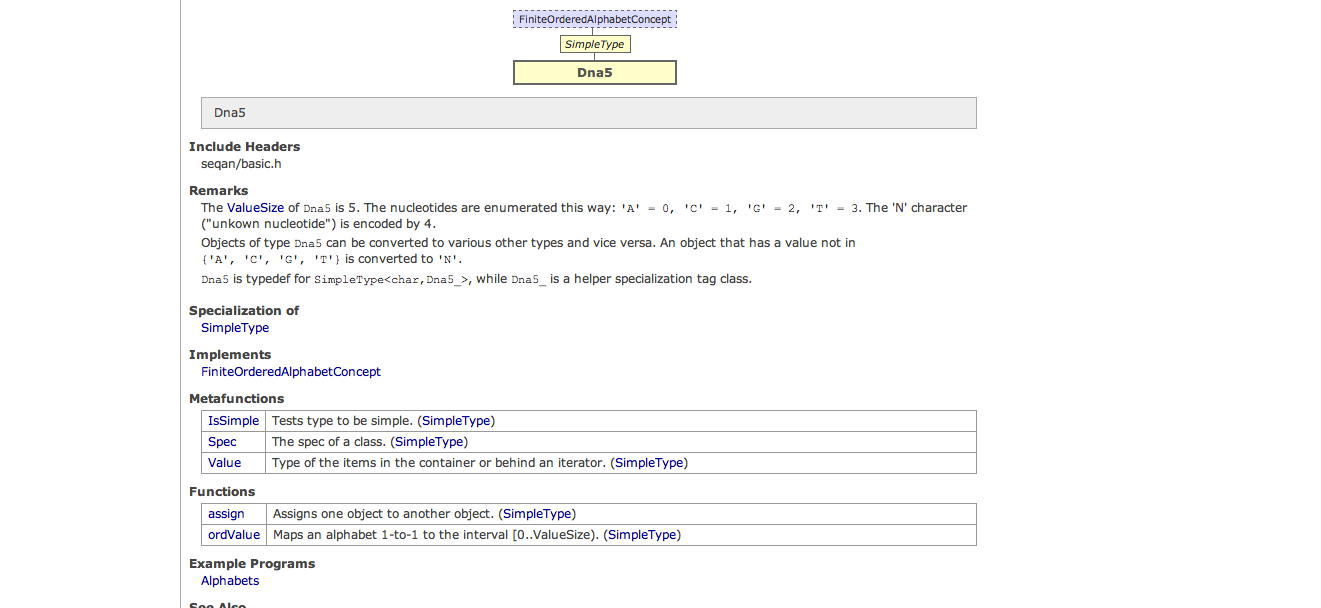 FiniteOrderedAlphabetConcept
SimpleType
Dna5
Dna5
Include Headers
seqan/basic.h
Remarks
The ValueSize of Dna5 is 5. The nucleotides are enumerated this way: 'A' = 0, 'C' = 1, 'G' = 2, 'T' = 3. The 'N' character
("unkown nucleotide") is encoded by 4.
Objects of type Dna5 can be converted to various other types and vice versa. An object that has a value not in
{'A', 'C', 'G', 'T'} is converted to 'N'.
Dna5 is typedef for SimpleType<char,Dna5_>, while Dna5_ is a helper specialization tag class.
Specialization of
SimpleType
Implements
FiniteOrderedAlphabetConcept
Metafunctions
IsSimple Tests type to be simple. (SimpleType)
Spec The spec of a class. (SimpleType)
Value Type of the items in the container or behind an iterator. (SimpleType)
Functions
assign Assigns one object to another object. (SimpleType)
ordValue Maps an alphabet 1-to-1 to the interval [0..ValueSize). (SimpleType)
Example Programs
Alphabets
See Also